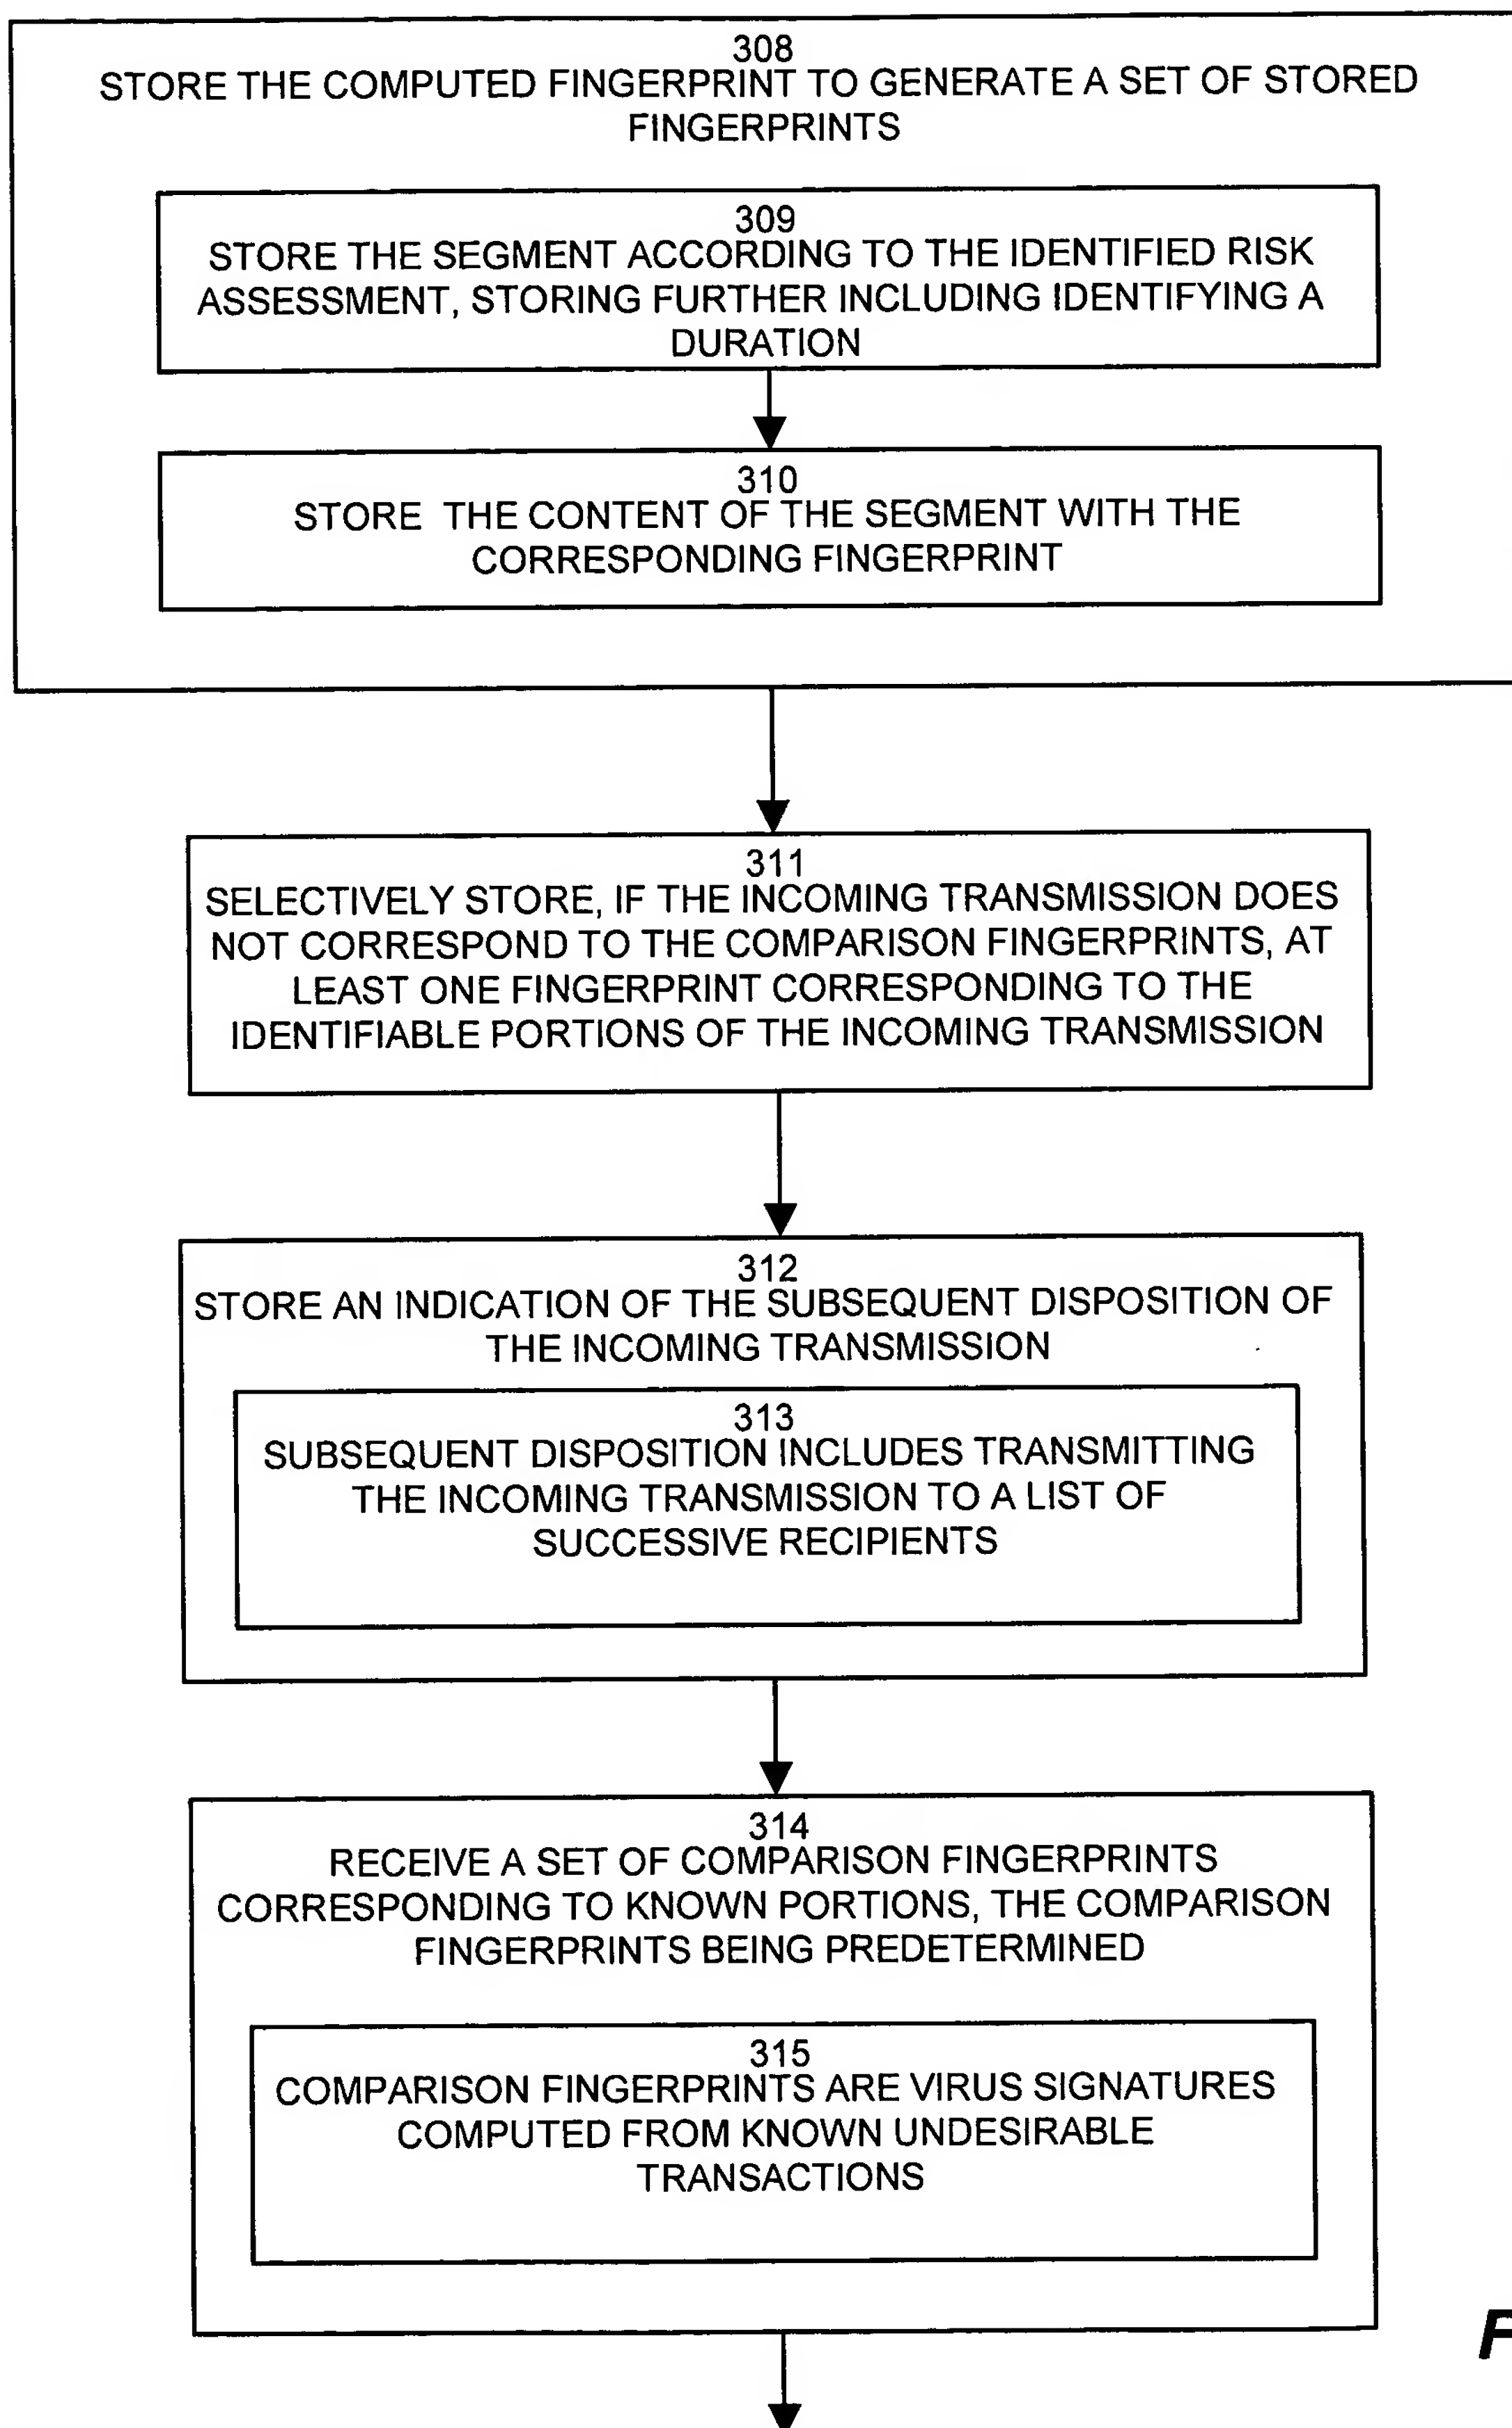 308
STORE THE COMPUTED FINGERPRINT TO GENERATE A SET OF STORED
FINGERPRINTS
309
STORE THE SEGMENT ACCORDING TO THE IDENTIFIED RISK
ASSESSMENT, STORING FURTHER INCLUDING IDENTIFYING A
DURATION
310
STORE THE CONTENT OF THE SEGMENT WITH THE
CORRESPONDING FINGERPRINT
311
SELECTIVELY STORE, IF THE INCOMING TRANSMISSION DOES
NOT CORRESPOND TO THE COMPARISON FINGERPRINTS, AT
LEAST ONE FINGERPRINT CORRESPONDING TO THE
IDENTIFIABLE PORTIONS OF THE INCOMING TRANSMISSION
312
STORE AN INDICATION OF THE SUBSEQUENT DISPOSITION OF
THE INCOMING TRANSMISSION
313
SUBSEQUENT DISPOSITION INCLUDES TRANSMITTING
THE INCOMING TRANSMISSION TO A LIST OF
SUCCESSIVE RECIPIENTS
314
RECEIVE A SET OF COMPARISON FINGERPRINTS
CORRESPONDING TO KNOWN PORTIONS, THE COMPARISON
FINGERPRINTS BEING PREDETERMINED
315
COMPARISON FINGERPRINTS ARE VIRUS SIGNATURES
COMPUTED FROM KNOWN UNDESIRABLE
TRANSACTIONS